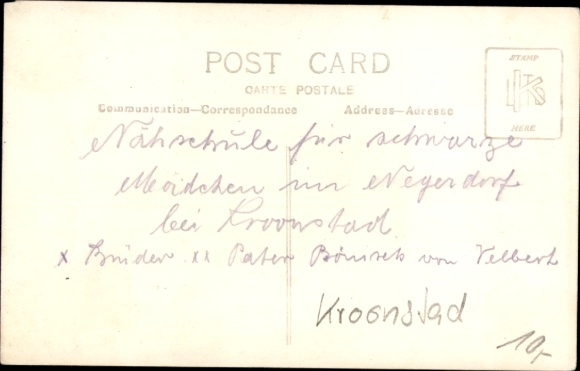 POST CARD
CARTE POSTALE
Communication—Correspondance Address—Adresse
STAMP
HERE
Nähschule für schwarze
Mädchen im Negerdorf
bei Kroonstad
x Bruder xx Pater von Velbert
Kroonstad
10,-